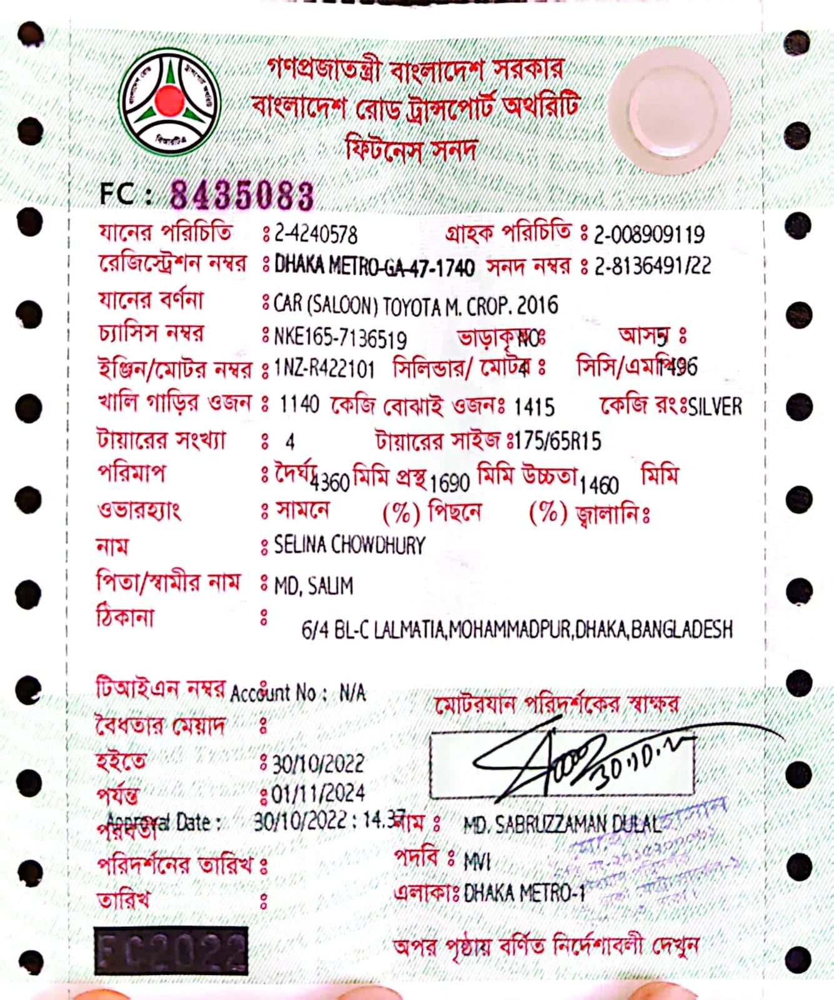 গণপ্রজাতন্ত্রী বাংলাদেশ সরকার
বাংলাদেশ রোড ট্রান্সপোর্ট অথরিটি
ফিটনেস সনদ
বাংলাদেশ রোড ট্রান্সপোর্ট অথরিটি
বিআরটিএ
FC : 8435083
যানের পরিচিতি : 2-4240578 গ্রাহক পরিচিতি : 2-008909119
রেজিস্ট্রেশন নম্বর : DHAKA METRO-GA-47-1740 সনদ নম্বর : 2-8136491/22
যানের বর্ণনা : CAR (SALOON) TOYOTA M. CROP. 2016
চ্যাসিস নম্বর : NKE165-7136519 ভাড়াকৃত : NO আসন : 5
ইঞ্জিন/মোটর নম্বর : 1NZ-R422101 সিলিন্ডার/ মোটর : 4 সিসি/এমপি 1496
খালি গাড়ির ওজন : 1140 কেজি বোঝাই ওজন: 1415 কেজি রং:SILVER
টায়ারের সংখ্যা : 4 টায়ারের সাইজ :175/65R15
পরিমাপ : দৈর্ঘ্য 4360 মিমি প্রস্থ 1690 মিমি উচ্চতা 1460 মিমি
ওভারহ্যাং : সামনে (%) পিছনে (%) জ্বালানি:
নাম : SELINA CHOWDHURY
পিতা/স্বামীর নাম : MD, SALIM
ঠিকানা :
6/4 BL-C LALMATIA,MOHAMMADPUR,DHAKA,BANGLADESH
টিআইএন নম্বর : Account No : N/A
মোটরযান পরিদর্শকের স্বাক্ষর
বৈধতার মেয়াদ :
হইতে : 30/10/2022
30.10.২
পর্যন্ত : 01/11/2024
Approval Date : 30/10/2022 : 14.37 নাম : MD. SABRUZZAMAN DULAL
পরবর্তী
পরিদর্শনের তারিখ : পদবি : MVI
তারিখ : এলাকা: DHAKA METRO-1
FC2022
অপর পৃষ্ঠায় বর্ণিত নির্দেশাবলী দেখুন